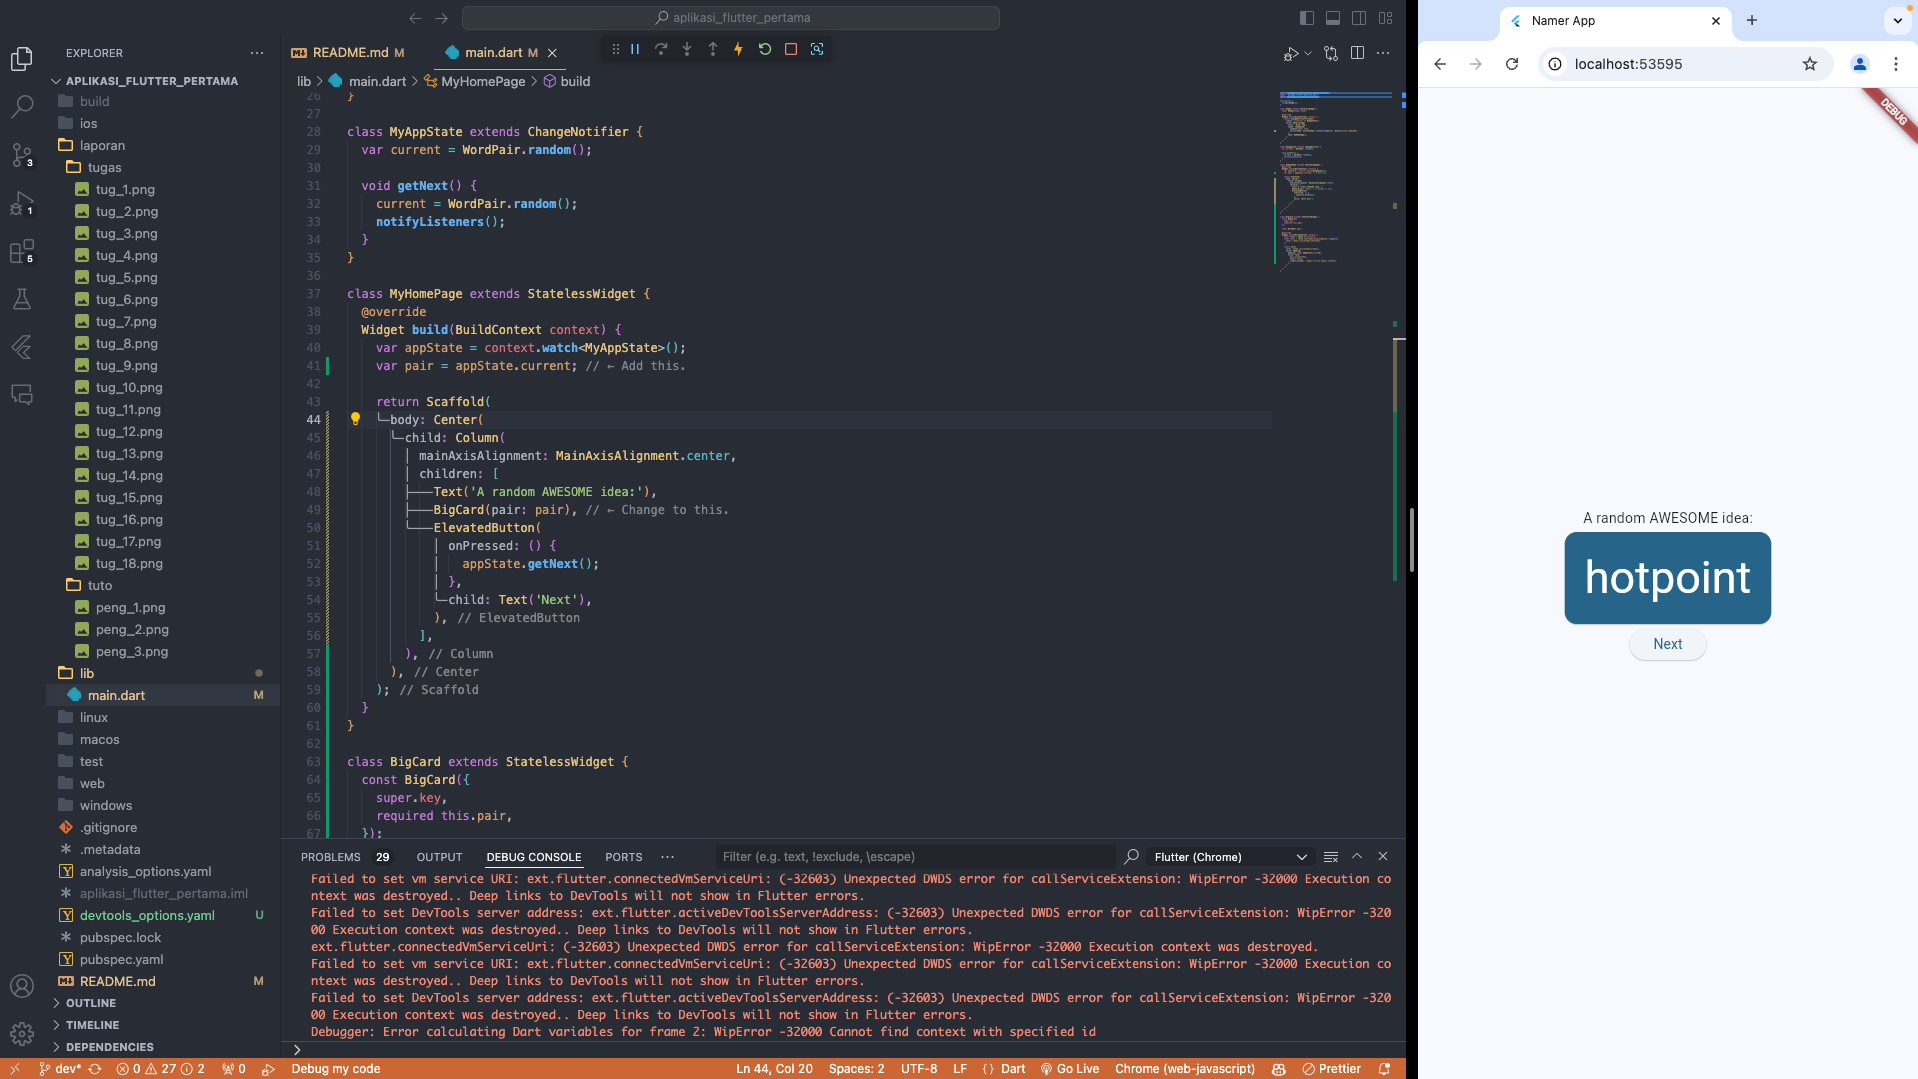 aplikasi_flutter_pertama
EXPLORER
APLIKASI_FLUTTER_PERTAMA
build
ios
laporan
tugas
tug_1.png
tug_2.png
tug_3.png
tug_4.png
tug_5.png
tug_6.png
tug_7.png
tug_8.png
tug_9.png
tug_10.png
tug_11.png
tug_12.png
tug_13.png
tug_14.png
tug_15.png
tug_16.png
tug_17.png
tug_18.png
tuto
peng_1.png
peng_2.png
peng_3.png
lib
main.dart M
linux
macos
test
web
windows
.gitignore
.metadata
analysis_options.yaml
aplikasi_flutter_pertama.iml
devtools_options.yaml U
pubspec.lock
pubspec.yaml
README.md M
OUTLINE
TIMELINE
DEPENDENCIES
3
1
5
README.md M main.dart M
lib > main.dart > MyHomePage > build
26 }
27
28 class MyAppState extends ChangeNotifier {
29 var current = WordPair.random();
30
31 void getNext() {
32 current = WordPair.random();
33 notifyListeners();
34 }
35 }
36
37 class MyHomePage extends StatelessWidget {
38 @override
39 Widget build(BuildContext context) {
40 var appState = context.watch<MyAppState>();
41 var pair = appState.current; // ← Add this.
42
43 return Scaffold(
44 body: Center(
45 child: Column(
46 mainAxisAlignment: MainAxisAlignment.center,
47 children: [
48 Text('A random AWESOME idea:'),
49 BigCard(pair: pair), // ← Change to this.
50 ElevatedButton(
51 onPressed: () {
52 appState.getNext();
53 },
54 child: Text('Next'),
55 ), // ElevatedButton
56 ],
57 ), // Column
58 ), // Center
59 ); // Scaffold
60 }
61 }
62
63 class BigCard extends StatelessWidget {
64 const BigCard({
65 super.key,
66 required this.pair,
67 });
PROBLEMS 29 OUTPUT DEBUG CONSOLE PORTS ··· Filter (e.g. text, !exclude, \escape) Flutter (Chrome)
Failed to set vm service URI: ext.flutter.connectedVmServiceUri: (-32603) Unexpected DWDS error for callServiceExtension: WipError -32000 Execution co
ntext was destroyed.. Deep links to DevTools will not show in Flutter errors.
Failed to set DevTools server address: ext.flutter.activeDevToolsServerAddress: (-32603) Unexpected DWDS error for callServiceExtension: WipError -320
00 Execution context was destroyed.. Deep links to DevTools will not show in Flutter errors.
ext.flutter.connectedVmServiceUri: (-32603) Unexpected DWDS error for callServiceExtension: WipError -32000 Execution context was destroyed.
Failed to set vm service URI: ext.flutter.connectedVmServiceUri: (-32603) Unexpected DWDS error for callServiceExtension: WipError -32000 Execution co
ntext was destroyed.. Deep links to DevTools will not show in Flutter errors.
Failed to set DevTools server address: ext.flutter.activeDevToolsServerAddress: (-32603) Unexpected DWDS error for callServiceExtension: WipError -320
00 Execution context was destroyed.. Deep links to DevTools will not show in Flutter errors.
Debugger: Error calculating Dart variables for frame 2: WipError -32000 Cannot find context with specified id
>
dev* 0 27 2 0 Debug my code Ln 44, Col 20 Spaces: 2 UTF-8 LF {} Dart Go Live Chrome (web-javascript) Prettier
Namer App
localhost:53595
DEBUG
A random AWESOME idea:
hotpoint
Next